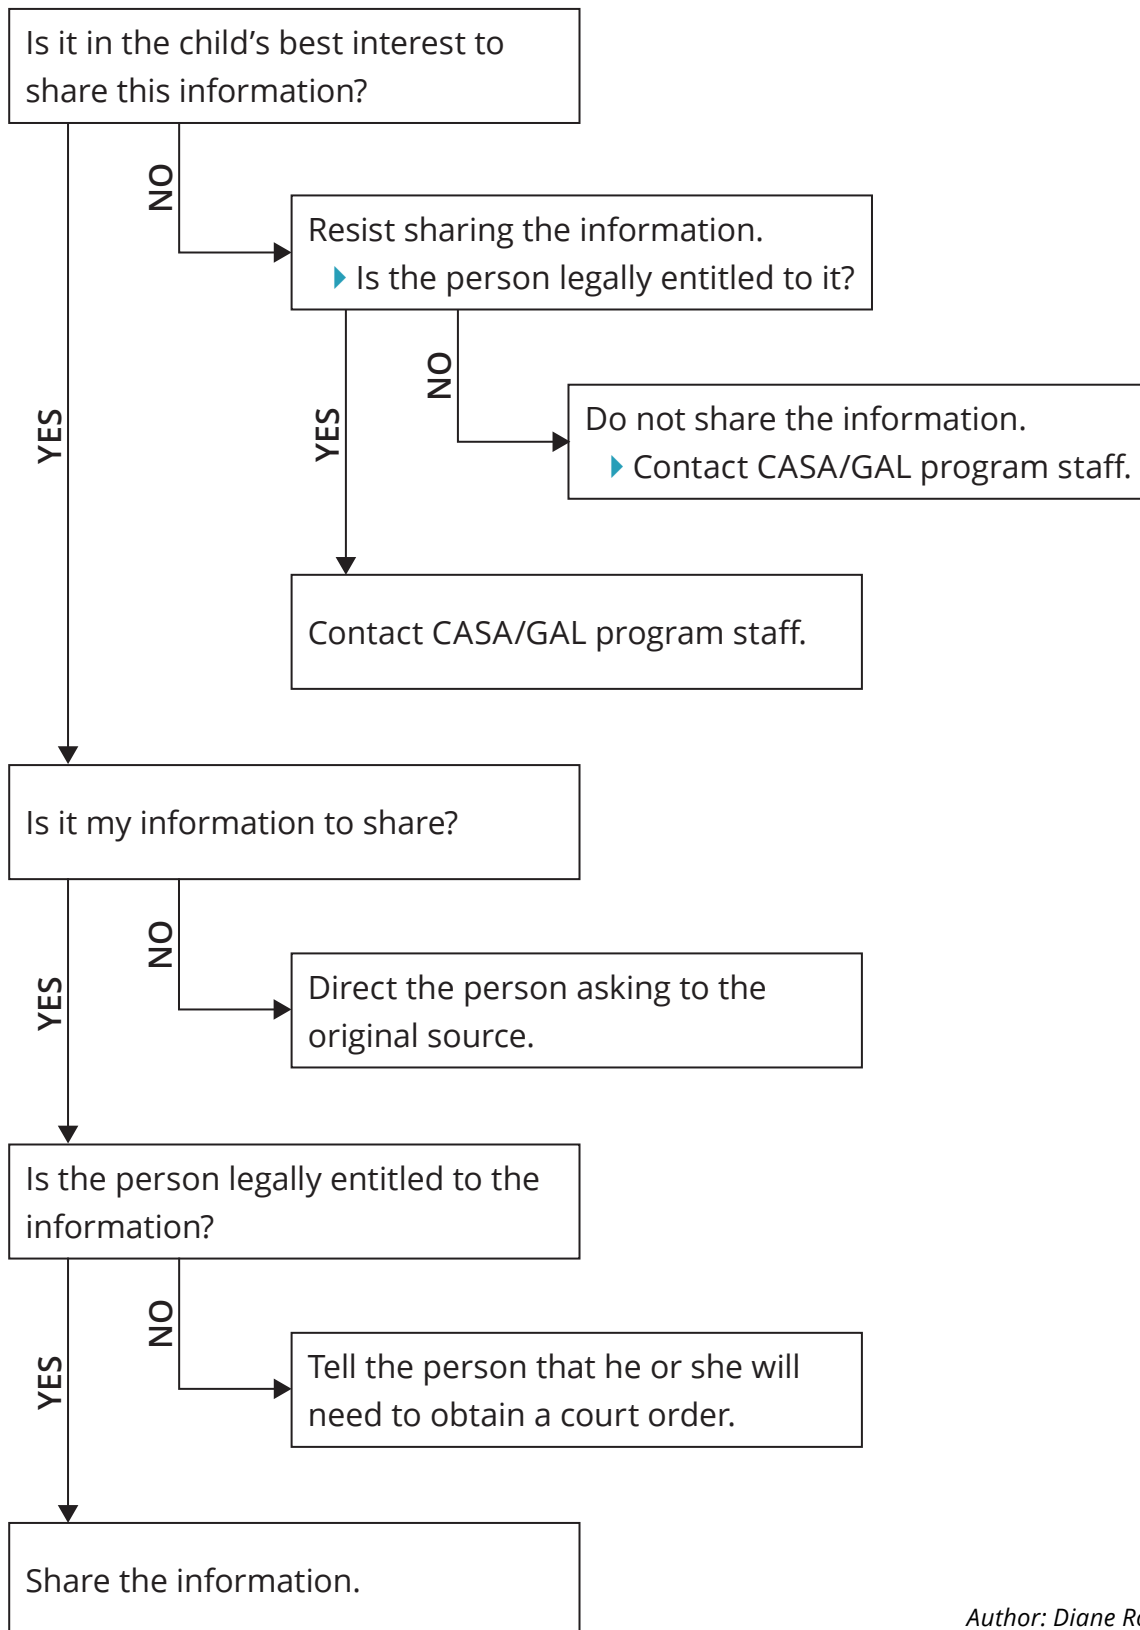 Is it in the child’s best interest to
share this information?
NO
Resist sharing the information.
Is the person legally entitled to it?
YES
YES
NO
Do not share the information.
Contact CASA/GAL program staff.
Contact CASA/GAL program staff.
Is it my information to share?
YES
NO
Direct the person asking to the
original source.
Is the person legally entitled to the
information?
YES
NO
Tell the person that he or she will
need to obtain a court order.
Share the information.
Author: Diane